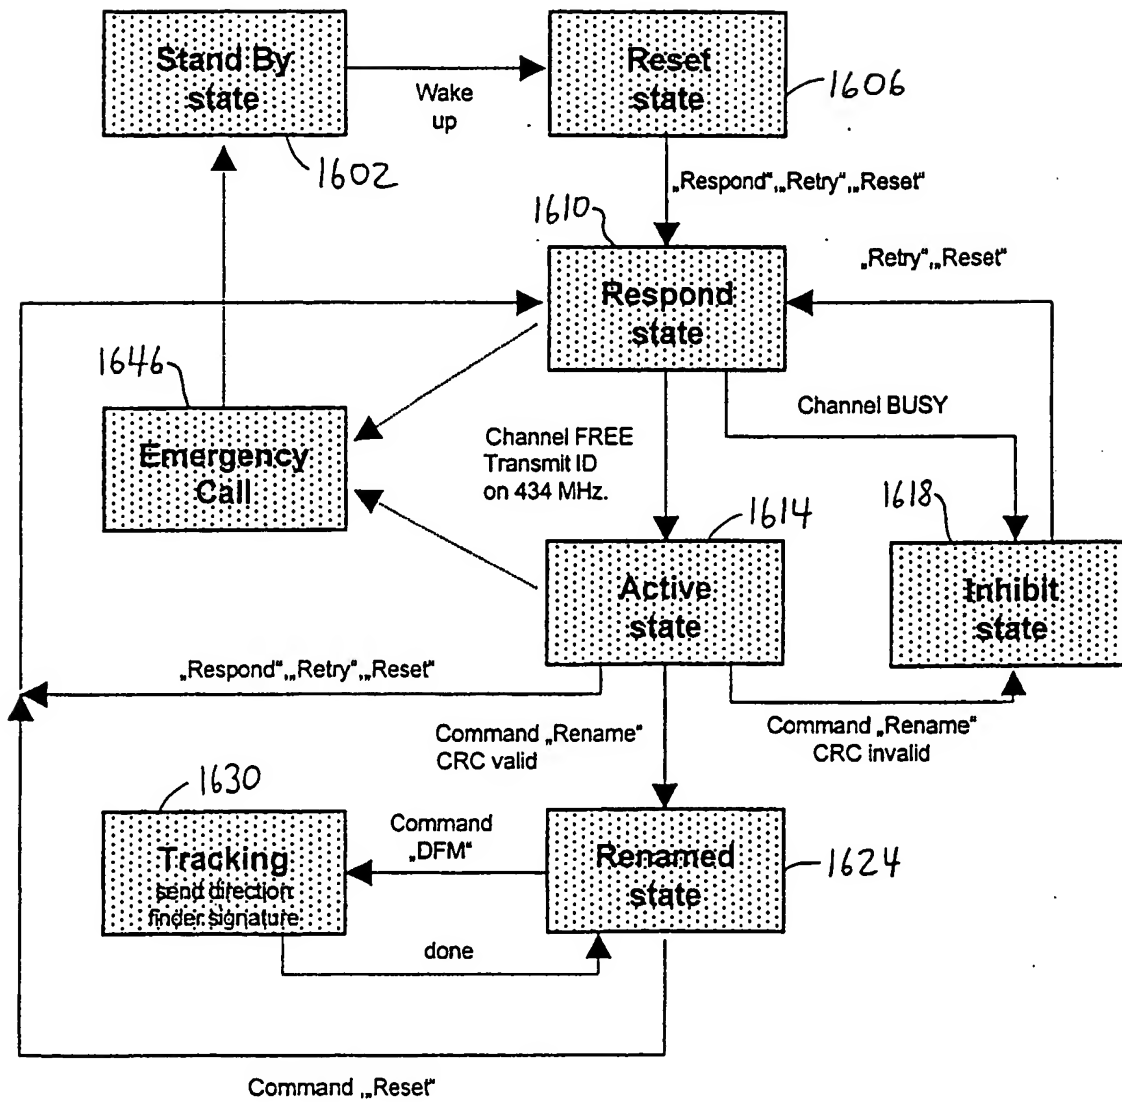 Stand By
state
Wake
up
Reset
state
1606
1602
„Respond“,„Retry“,„Reset“
1610
Respond
state
„Retry“,„Reset“
1646
Emergency
Call
Channel FREE
Transmit ID
on 434 MHz.
Channel BUSY
1614
1618
Active
state
Inhibit
state
„Respond“,„Retry“,„Reset“
Command „Rename“
CRC valid
Command „Rename“
CRC invalid
1630
Tracking
send direction
finder signature
Command
„DFM“
Renamed
state
1624
done
Command „Reset“